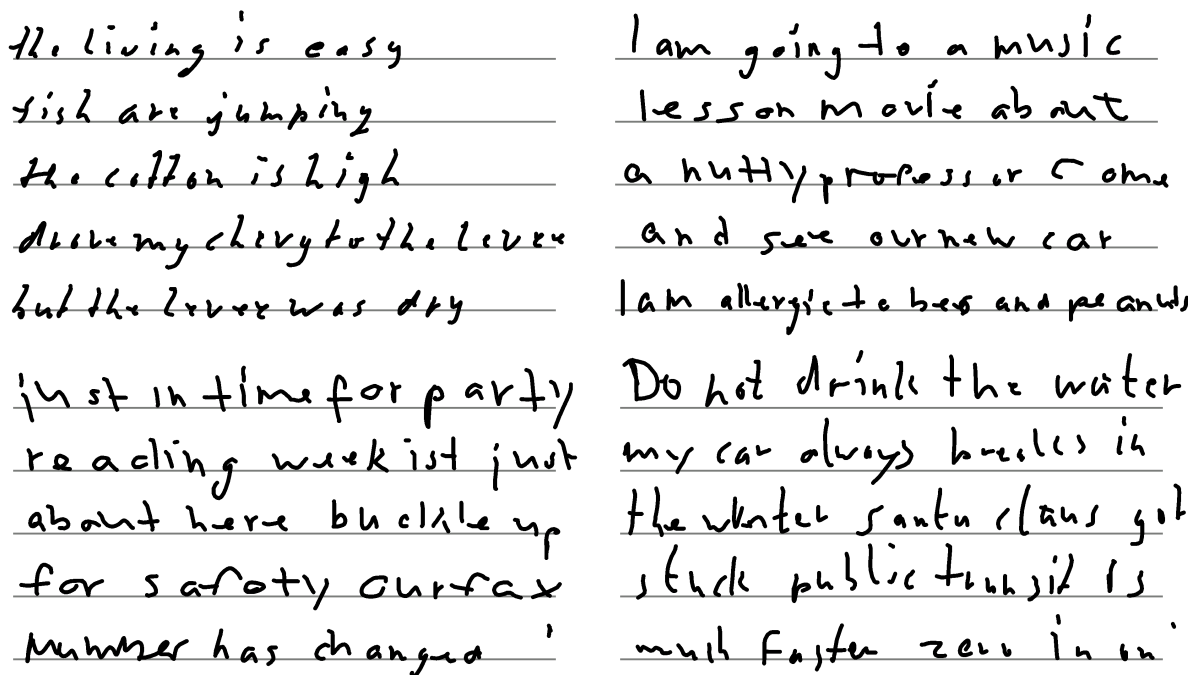 the living is easy
fish are jumping
the cotton is high
drove my chevy to the levee
but the levee was dry
I am going to a music
lesson movie about
a nutty professor Come
and see our new car
I am allergic to bees and peanuts
just in time for party
reading week ist just
about here buckle up
for safoty ourfax
Number has changed
Do not drink the water
my car always breaks in
the winter santa claus got
stuck public transit is
much faster zero in on